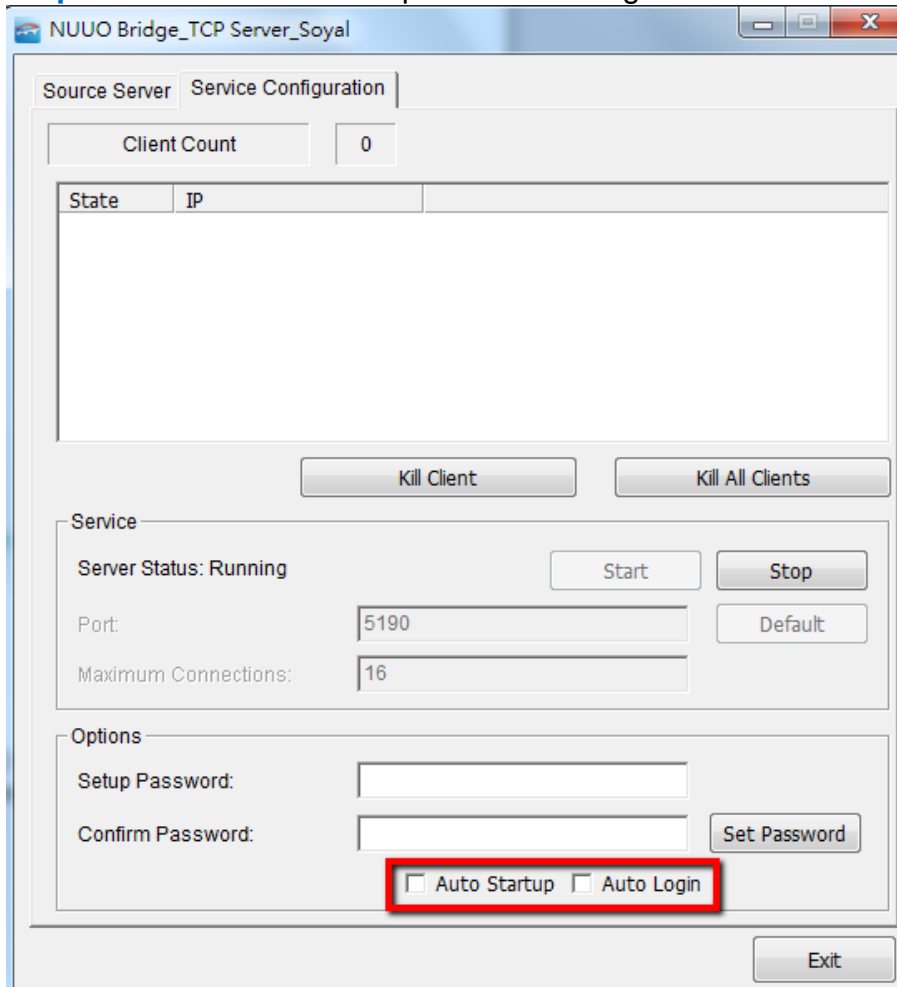 NUUO Bridge_TCP Server_Soyal
Source Server Service Configuration
Client Count 0
State IP
Kill Client Kill All Clients
Service
Server Status: Running Start Stop
Port: 5190 Default
Maximum Connections: 16
Options
Setup Password:
Confirm Password: Set Password
Auto Startup Auto Login
Exit